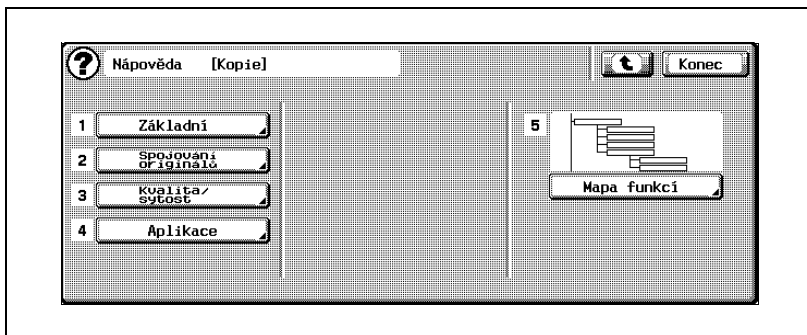 ? Nápověda [Kopie]
Konec
1 Základní
2 Spojování
originálů
3 Kvalita/
sytost
4 Aplikace
5
Mapa funkcí